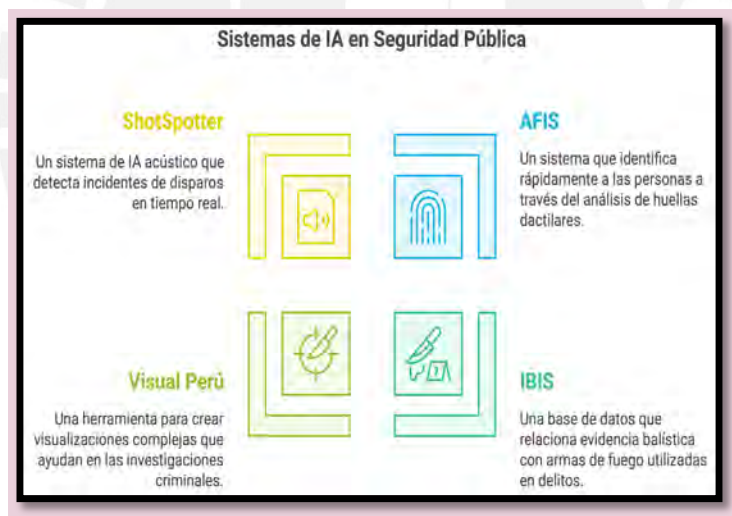 Sistemas de IA en Seguridad Pública
ShotSpotter
Un sistema de IA acústico que
detecta incidentes de disparos
en tiempo real.
AFIS
Un sistema que identifica
rápidamente a las personas a
través del análisis de huellas
dactilares.
Visual Perú
Una herramienta para crear
visualizaciones complejas que
ayudan en las investigaciones
criminales.
IBIS
Una base de datos que
relaciona evidencia balística
con armas de fuego utilizadas
en delitos.